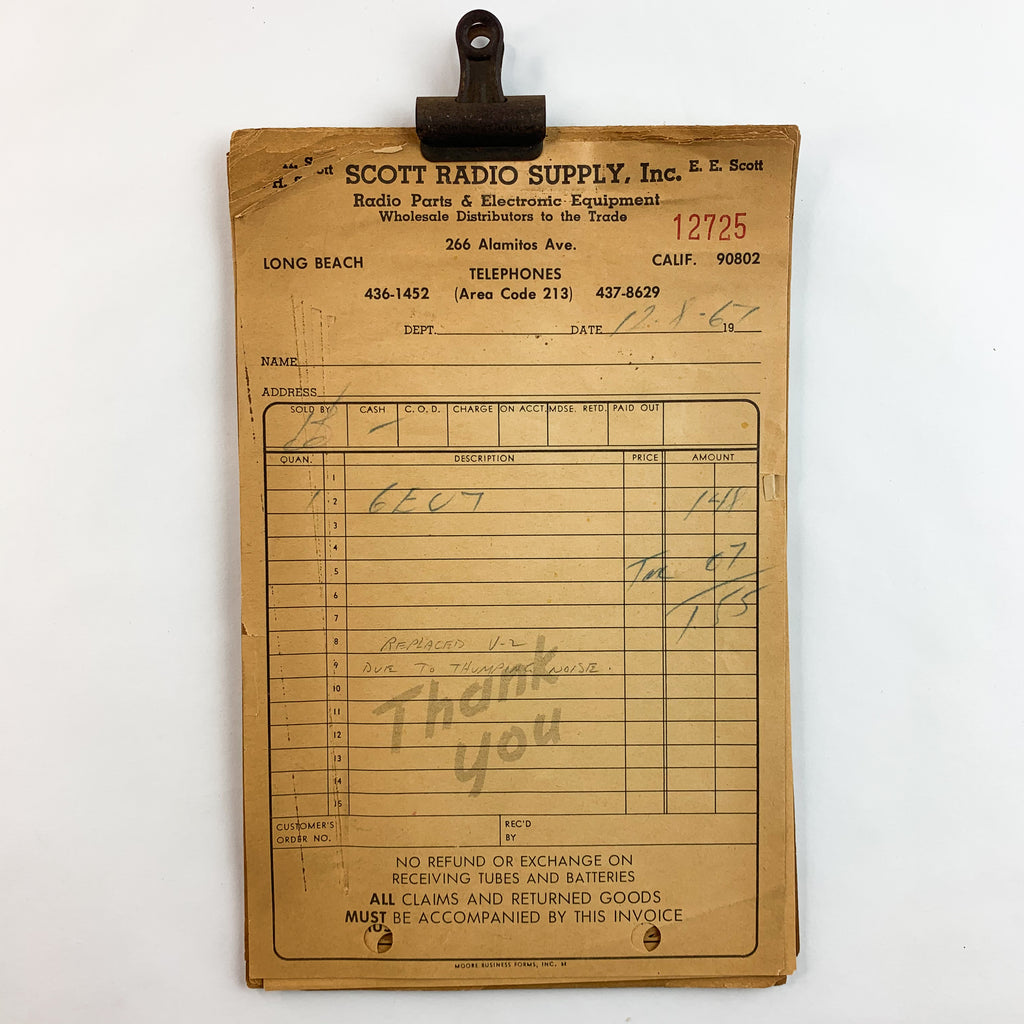 H. Scott SCOTT RADIO SUPPLY, Inc. E. E. Scott
Radio Parts & Electronic Equipment
Wholesale Distributors to the Trade
12725
266 Alamitos Ave.
LONG BEACH CALIF. 90802
TELEPHONES
436-1452 (Area Code 213) 437-8629
DEPT. DATE 12-8-67 19
NAME
ADDRESS
SOLD BY CASH C. O. D. CHARGE ON ACCT. MDSE. RETD. PAID OUT
QUAN. DESCRIPTION PRICE AMOUNT
1
1 2 6EU7 1 48
3
4
5 Tax 07
6
7 1 55
8 REPLACED V-2
9 DUE TO THUMPING NOISE.
10
11
12
13
14
15
Thank
you
CUSTOMER'S ORDER NO. REC'D BY
NO REFUND OR EXCHANGE ON
RECEIVING TUBES AND BATTERIES
ALL CLAIMS AND RETURNED GOODS
MUST BE ACCOMPANIED BY THIS INVOICE
MOORE BUSINESS FORMS, INC. M